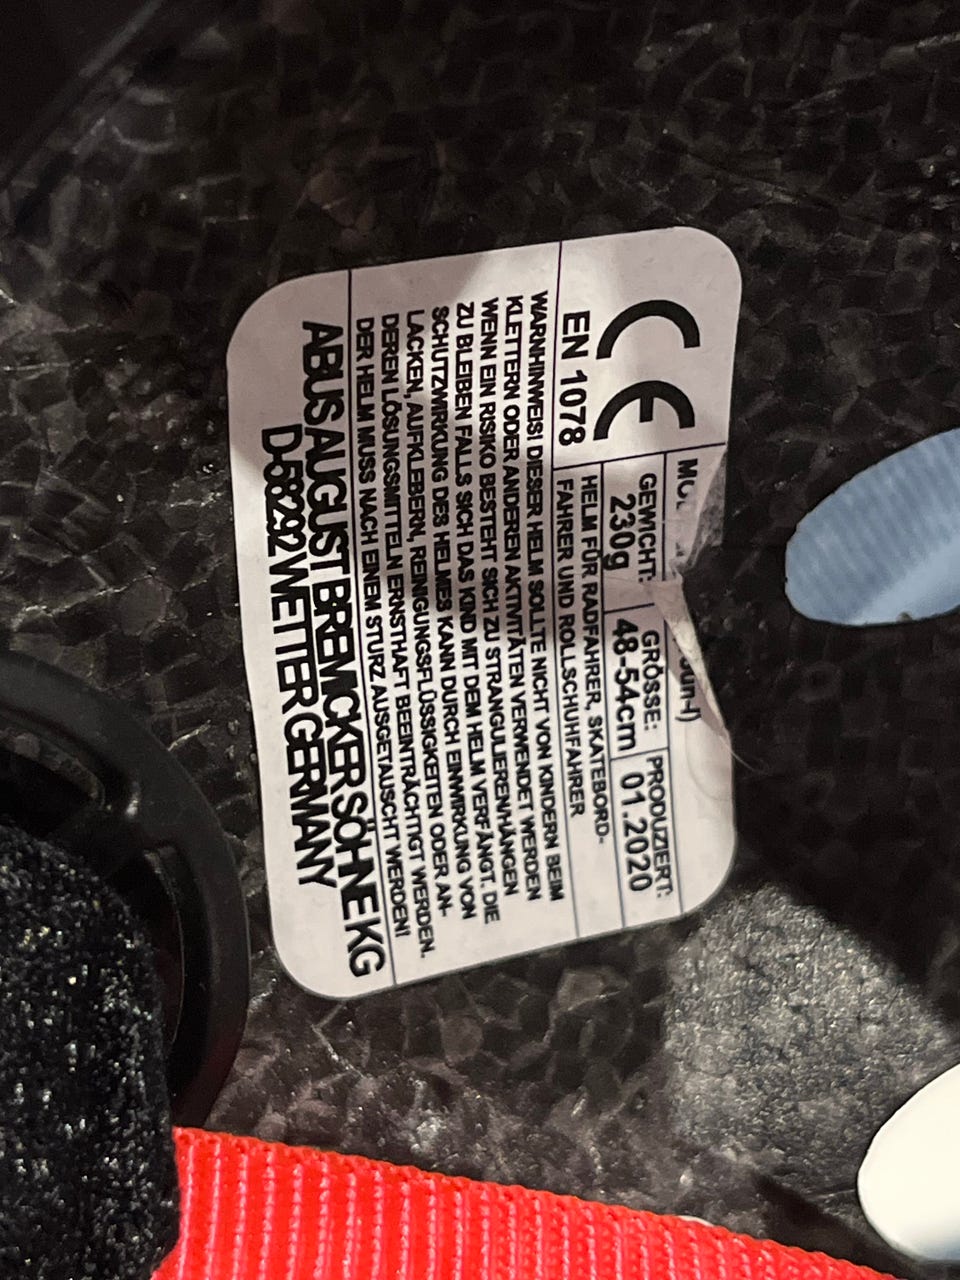 CE
EN 1078
GEWICHT:
230g
GRÖSSE:
48-54cm
PRODUZIERT:
01.2020
HELM FÜR RADFAHRER, SKATEBORD-
FAHRER UND ROLLSCHUHFAHRER
WARNHINWEIS! DIESER HELM SOLLTE NICHT VON KINDERN BEIM
KLETTERN ODER ANDEREN AKTIVITÄTEN VERWENDET WERDEN
WENN EIN RISIKO BESTEHT SICH ZU STRANGULIEREN/HÄNGEN
ZU BLEIBEN FALLS SICH DAS KIND MIT DEM HELM VERFÄNGT. DIE
SCHUTZWIRKUNG DES HELMES KANN DURCH EINWIRKUNG VON
LACKEN, AUFKLEBERN, REINIGUNGSFLÜSSIGKEITEN ODER AN-
DEREN LÖSUNGSMITTELN ERNSTHAFT BEEINTRÄCHTIGT WERDEN.
DER HELM MUSS NACH EINEM STURZ AUSGETAUSCHT WERDEN!
ABUS AUGUST BREMICKER SÖHNE KG
D-58292 WETTER GERMANY